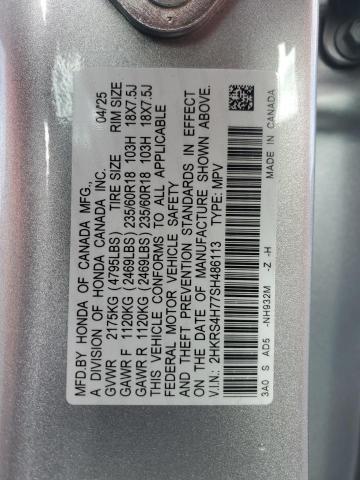 MFD.BY HONDA OF CANADA MFG.,
A DIVISION OF HONDA CANADA INC. 04/25
GVWR 2175KG (4796LBS) TIRE SIZE RIM SIZE
GAWR F 1120KG (2469LBS) 235/60R18 103H 18X7.5J
GAWR R 1120KG (2469LBS) 235/60R18 103H 18X7.5J
THIS VEHICLE CONFORMS TO ALL APPLICABLE
FEDERAL MOTOR VEHICLE SAFETY
AND THEFT PREVENTION STANDARDS IN EFFECT
ON THE DATE OF MANUFACTURE SHOWN ABOVE.
V.I.N.: 2HKRS4H77SH486113 TYPE: MPV
3A0 S AD5 -NH932M -Z -H MADE IN CANADA